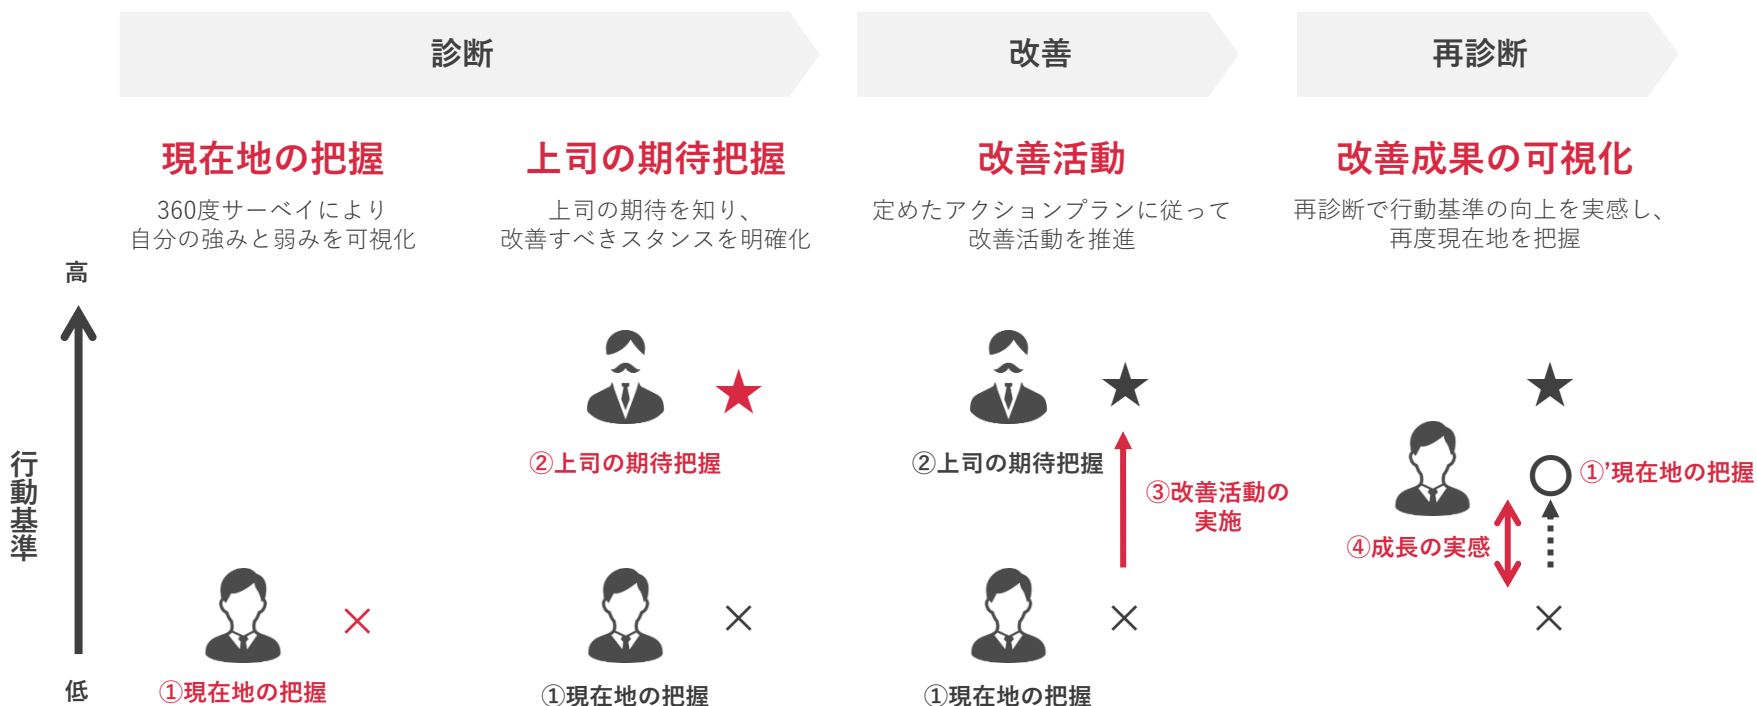 診断
改善
再診断
現在地の把握
360度サーベイにより
自分の強みと弱みを可視化
上司の期待把握
上司の期待を知り、
改善すべきスタンスを明確化
改善活動
定めたアクションプランに従って
改善活動を推進
改善成果の可視化
再診断で行動基準の向上を実感し、
再度現在地を把握
高
行動基準
低
①現在地の把握
②上司の期待把握
①現在地の把握
②上司の期待把握
③改善活動の
実施
①現在地の把握
①’現在地の把握
④成長の実感